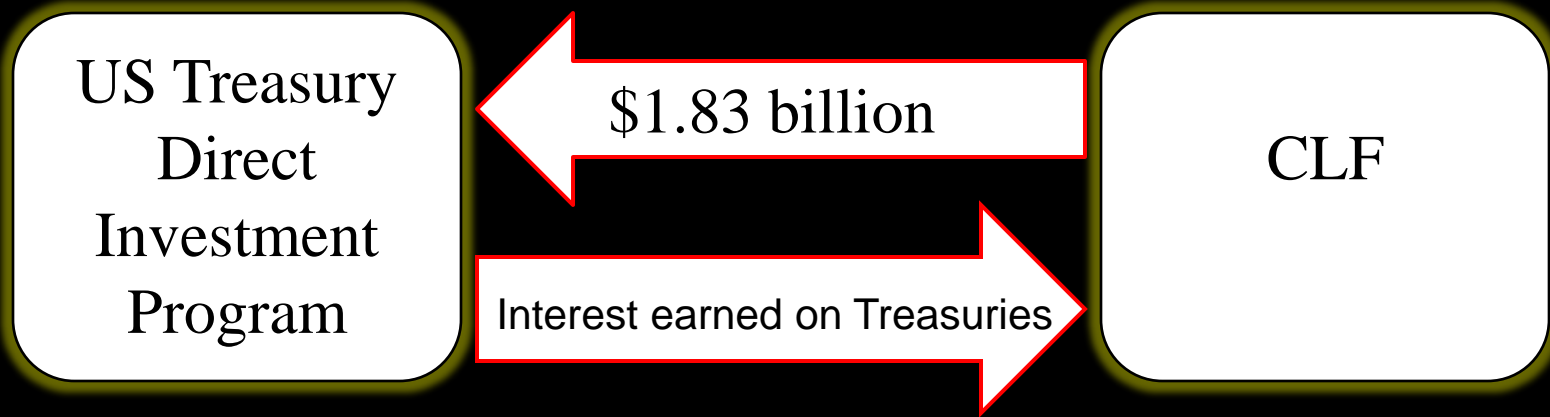 US Treasury
Direct
Investment
Program
$1.83 billion
Interest earned on Treasuries
CLF